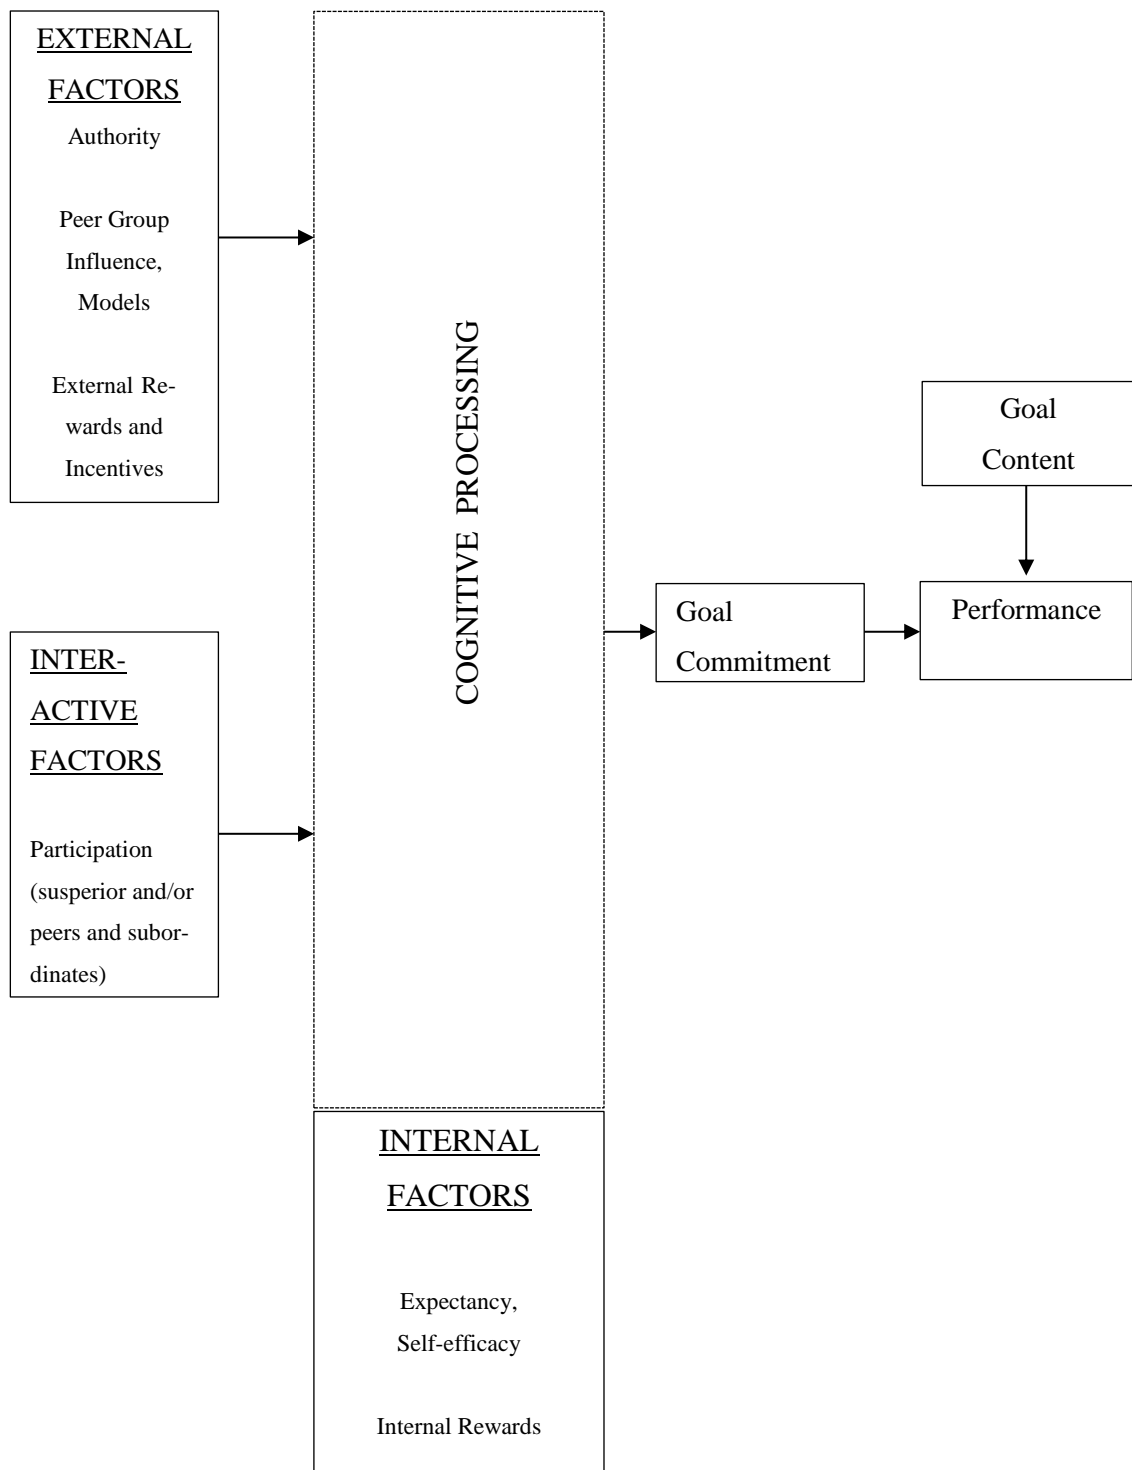 EXTERNAL
FACTORS
Authority
Peer Group
Influence,
Models
External Re-
wards and
Incentives
INTER-
ACTIVE
FACTORS
Participation
(susperior and/or
peers and subor-
dinates)
COGNITIVE PROCESSING
INTERNAL
FACTORS
Expectancy,
Self-efficacy
Internal Rewards
Goal
Commitment
Goal
Content
Performance